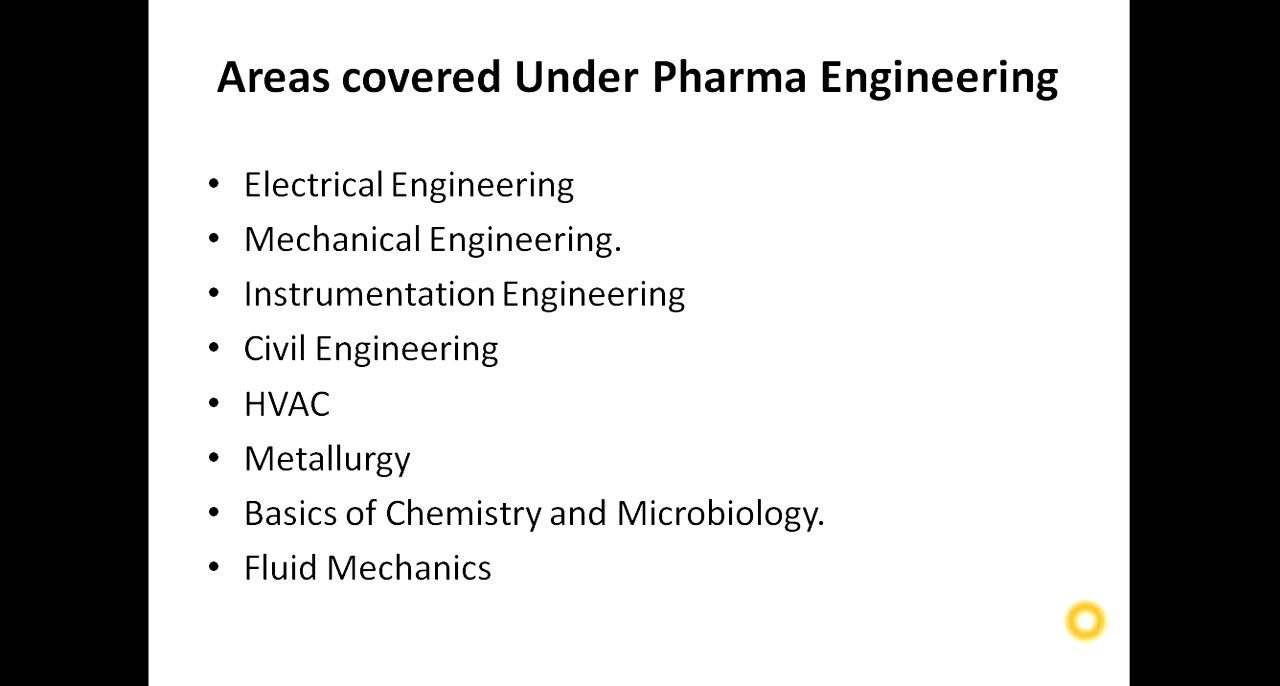 Areas covered Under Pharma Engineering
• Electrical Engineering
• Mechanical Engineering.
• Instrumentation Engineering
• Civil Engineering
• HVAC
• Metallurgy
• Basics of Chemistry and Microbiology.
• Fluid Mechanics